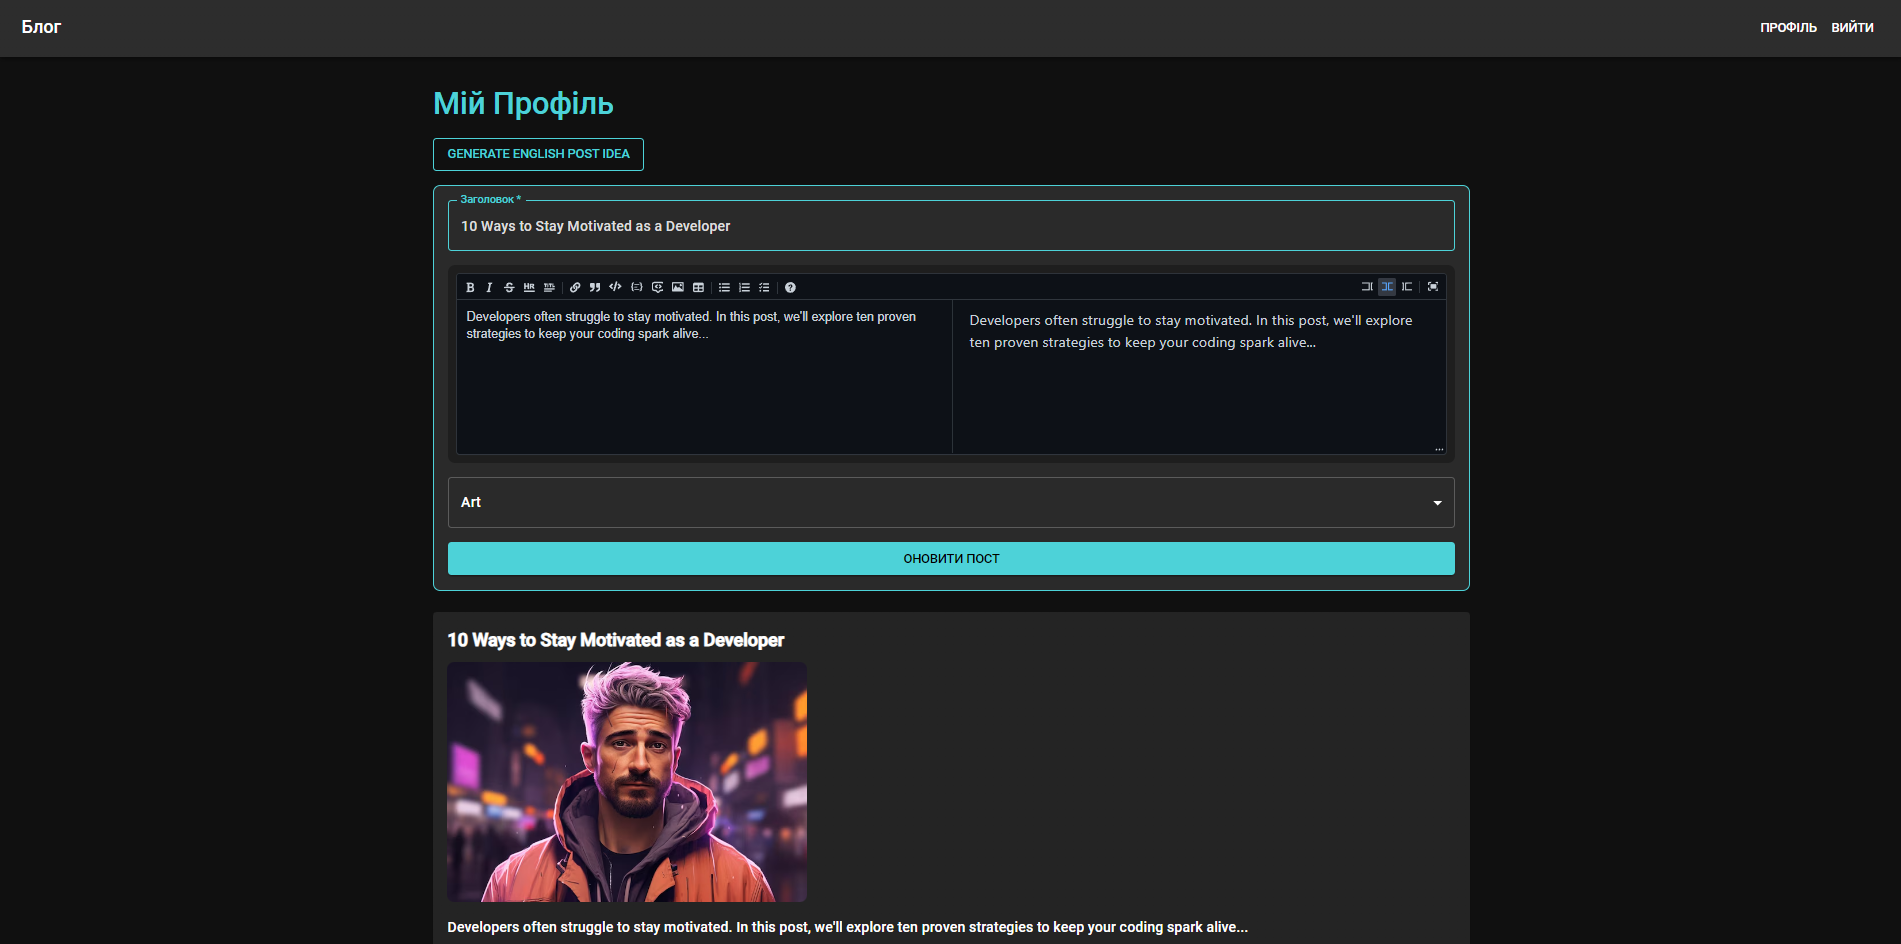 Блог
ПРОФІЛЬ ВИЙТИ
Мій Профіль
GENERATE ENGLISH POST IDEA
Заголовок *
10 Ways to Stay Motivated as a Developer
Developers often struggle to stay motivated. In this post, we'll explore ten proven
strategies to keep your coding spark alive...
Developers often struggle to stay motivated. In this post, we'll explore
ten proven strategies to keep your coding spark alive...
Art
ОНОВИТИ ПОСТ
10 Ways to Stay Motivated as a Developer
Developers often struggle to stay motivated. In this post, we'll explore ten proven strategies to keep your coding spark alive...